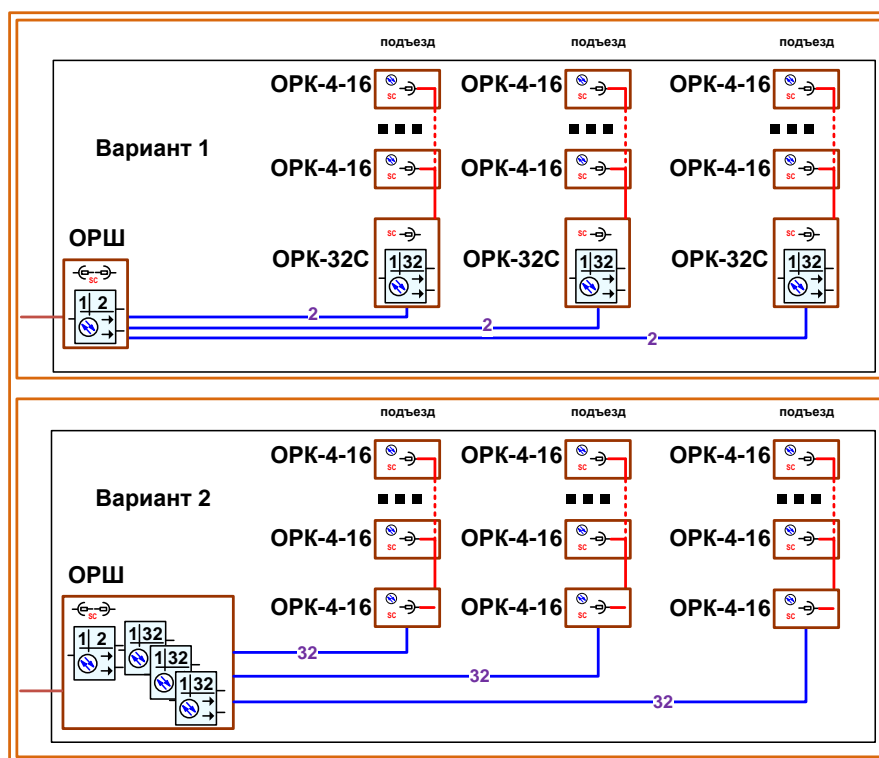 подъезд подъезд подъезд
ОРК-4-16 ОРК-4-16 ОРК-4-16
SC SC SC
Вариант 1
ОРК-4-16 ОРК-4-16 ОРК-4-16
SC SC SC
ОРШ
SC SC SC
ОРК-32С ОРК-32С ОРК-32С
1 32 1 32 1 32
SC
1 2
2
2
2
подъезд подъезд подъезд
ОРК-4-16 ОРК-4-16 ОРК-4-16
SC SC SC
Вариант 2
ОРК-4-16 ОРК-4-16 ОРК-4-16
SC SC SC
ОРШ
ОРК-4-16 ОРК-4-16 ОРК-4-16
SC SC SC
SC
1 2
1 32
1 32
1 32
32
32
32